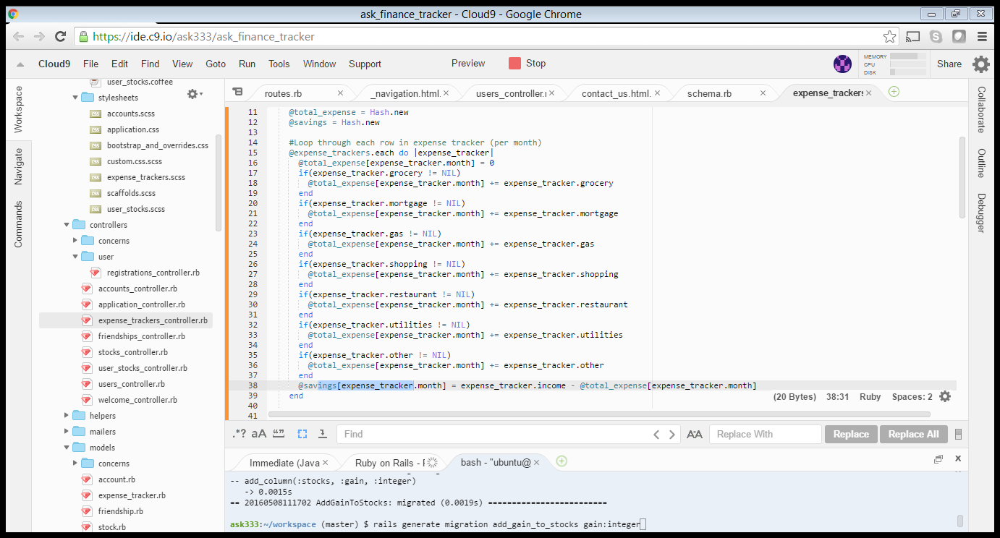 ask_finance_tracker - Cloud9 - Google Chrome
https://ide.c9.io/ask333/ask_finance_tracker
Cloud9 File Edit Find View Goto Run Tools Window Support Preview Stop MEMORY CPU DISK Share
Workspace
Navigate
Commands
user_stocks.coffee
stylesheets
accounts.scss
application.css
bootstrap_and_overrides.css
custom.css.scss
expense_trackers.scss
scaffolds.scss
user_stocks.scss
controllers
concerns
user
registrations_controller.rb
accounts_controller.rb
application_controller.rb
expense_trackers_controller.rb
friendships_controller.rb
stocks_controller.rb
user_stocks_controller.rb
users_controller.rb
welcome_controller.rb
helpers
mailers
models
concerns
account.rb
expense_tracker.rb
friendship.rb
stock.rb
routes.rb × _navigation.html. × users_controller.r × contact_us.html. × schema.rb × expense_trackers ×
11 @total_expense = Hash.new
12 @savings = Hash.new
13
14 #Loop through each row in expense tracker (per month)
15 @expense_trackers.each do |expense_tracker|
16 @total_expense[expense_tracker.month] = 0
17 if(expense_tracker.grocery != NIL)
18 @total_expense[expense_tracker.month] += expense_tracker.grocery
19 end
20 if(expense_tracker.mortgage != NIL)
21 @total_expense[expense_tracker.month] += expense_tracker.mortgage
22 end
23 if(expense_tracker.gas != NIL)
24 @total_expense[expense_tracker.month] += expense_tracker.gas
25 end
26 if(expense_tracker.shopping != NIL)
27 @total_expense[expense_tracker.month] += expense_tracker.shopping
28 end
29 if(expense_tracker.restaurant != NIL)
30 @total_expense[expense_tracker.month] += expense_tracker.restaurant
31 end
32 if(expense_tracker.utilities != NIL)
33 @total_expense[expense_tracker.month] += expense_tracker.utilities
34 end
35 if(expense_tracker.other != NIL)
36 @total_expense[expense_tracker.month] += expense_tracker.other
37 end
38 @savings[expense_tracker.month] = expense_tracker.income - @total_expense[expense_tracker.month]
39 end
40
41
(20 Bytes) 38:31 Ruby Spaces: 2
.*? aA “” Find AA Replace With Replace Replace All
Immediate (Java × Ruby on Rails - bash - "ubuntu@ ×
-- add_column(:stocks, :gain, :integer)
-> 0.0015s
== 20160508111702 AddGainToStocks: migrated (0.0019s) =========================
ask333:~/workspace (master) $ rails generate migration add_gain_to_stocks gain:integer
Collaborate
Outline
Debugger